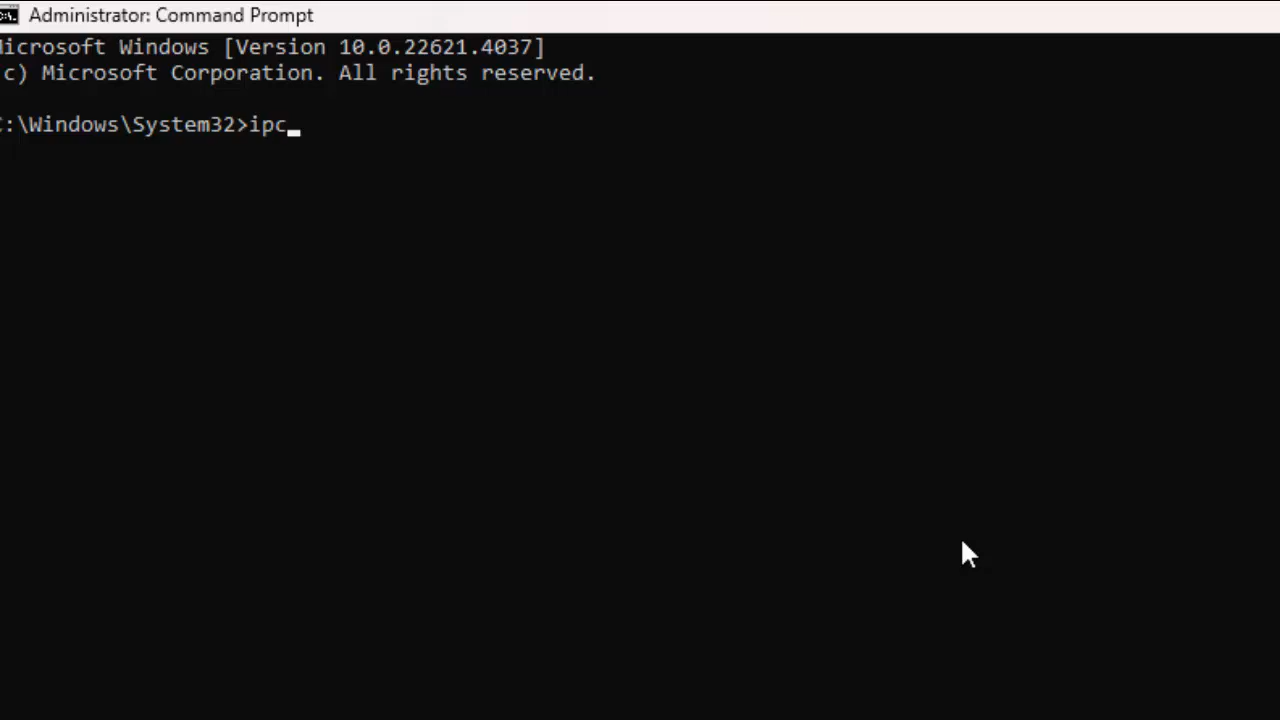 Administrator: Command Prompt
Microsoft Windows [Version 10.0.22621.4037]
c) Microsoft Corporation. All rights reserved.
C:\Windows\System32>ipc